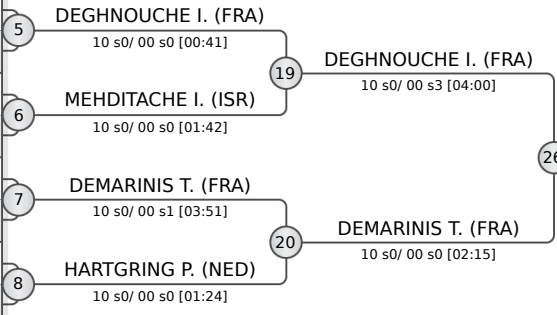 5
DEGHNOUCHE I. (FRA)
10 s0/ 00 s0 [00:41]
6
MEHDITACHE I. (ISR)
10 s0/ 00 s0 [01:42]
19
DEGHNOUCHE I. (FRA)
10 s0/ 00 s3 [04:00]
7
DEMARINIS T. (FRA)
10 s0/ 00 s1 [03:51]
8
HARTGRING P. (NED)
10 s0/ 00 s0 [01:24]
20
DEMARINIS T. (FRA)
10 s0/ 00 s0 [02:15]
26